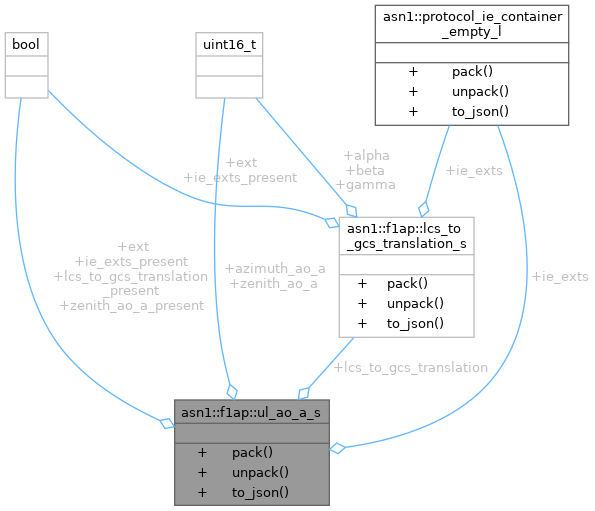 asn1::protocol_ie_container
_empty_l
+ pack()
+ unpack()
+ to_json()
bool
uint16_t
+ext
+ie_exts_present
+alpha
+beta
+gamma
+ie_exts
asn1::f1ap::lcs_to
_gcs_translation_s
+ pack()
+ unpack()
+ to_json()
+ext
+ie_exts_present
+lcs_to_gcs_translation
_present
+zenith_ao_a_present
+azimuth_ao_a
+zenith_ao_a
+ie_exts
+lcs_to_gcs_translation
asn1::f1ap::ul_ao_a_s
+ pack()
+ unpack()
+ to_json()